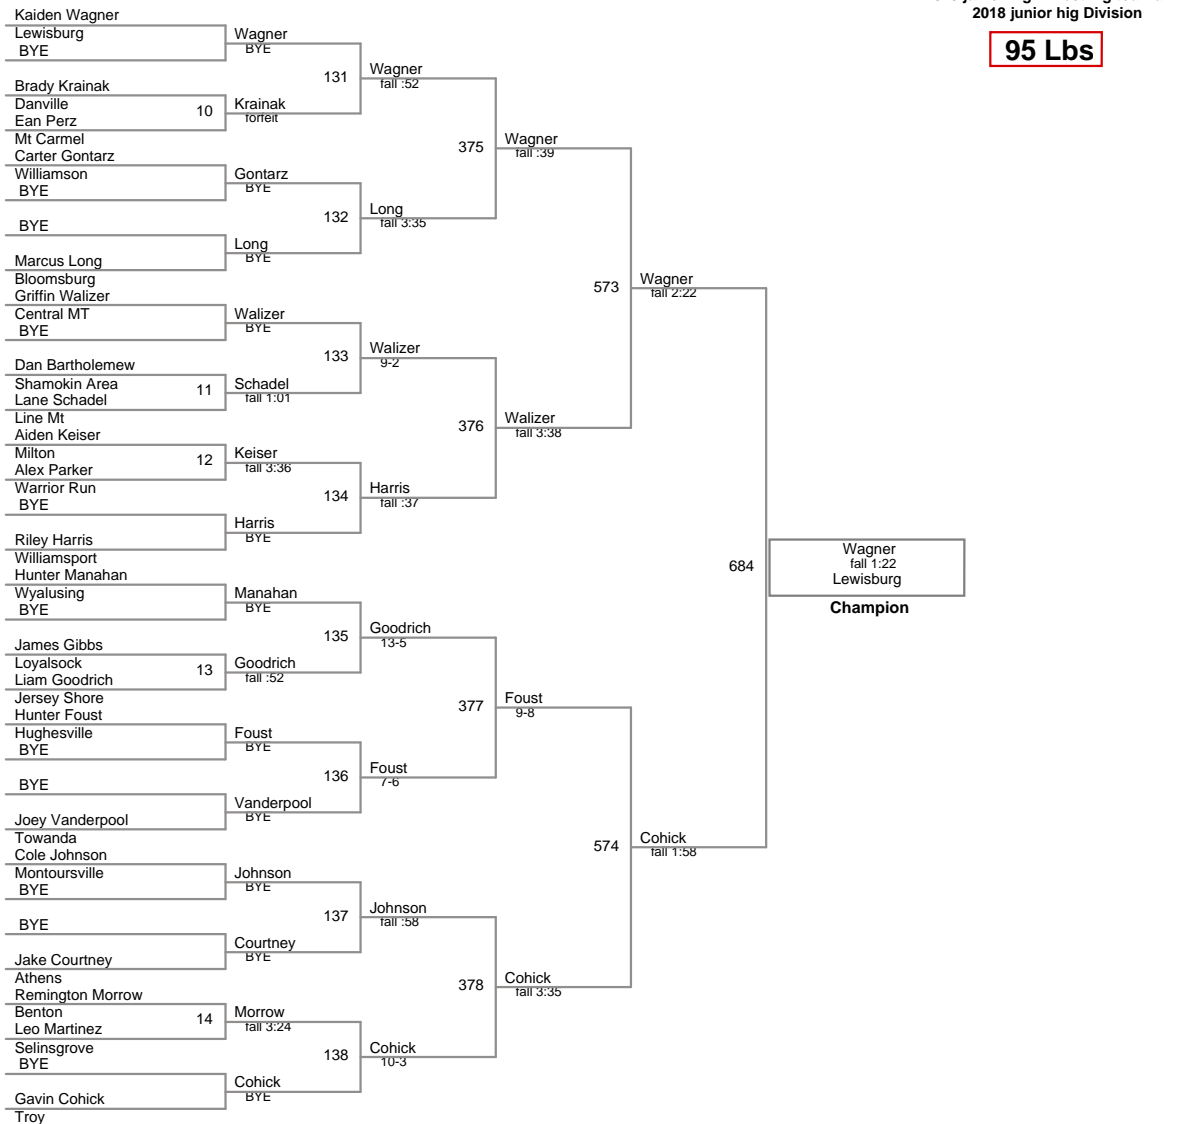 2018 junior hig Division
95 Lbs
Kaiden Wagner
Lewisburg
BYE
Brady Krainak
Danville
10
Ean Perz
Mt Carmel
Carter Gontarz
Williamson
BYE
BYE
Marcus Long
Bloomsburg
Griffin Walizer
Central MT
BYE
Dan Bartholemew
Shamokin Area
11
Lane Schadel
Line Mt
Aiden Keiser
Milton
12
Alex Parker
Warrior Run
BYE
Riley Harris
Williamsport
Hunter Manahan
Wyalusing
BYE
James Gibbs
Loyalsock
13
Liam Goodrich
Jersey Shore
Hunter Foust
Hughesville
BYE
BYE
Joey Vanderpool
Towanda
Cole Johnson
Montoursville
BYE
BYE
Jake Courtney
Athens
Remington Morrow
Benton
14
Leo Martinez
Selinsgrove
BYE
Gavin Cohick
Troy
Wagner
BYE
131
Krainak
forfeit
Gontarz
BYE
132
Long
BYE
Walizer
BYE
133
Schadel
fall 1:01
Keiser
fall 3:36
134
Harris
BYE
Manahan
BYE
135
Goodrich
fall :52
Foust
BYE
136
Vanderpool
BYE
Johnson
BYE
137
Courtney
BYE
Morrow
fall 3:24
138
Cohick
BYE
Wagner
fall :52
375
Long
fall 3:35
Walizer
9-2
376
Harris
fall :37
Goodrich
13-5
377
Foust
7-6
Johnson
fall :58
378
Cohick
10-3
Wagner
fall :39
573
Walizer
fall 3:38
Foust
9-8
574
Cohick
fall 3:35
Wagner
fall 2:22
684
Cohick
fall 1:58
Wagner
fall 1:22
Lewisburg
Champion